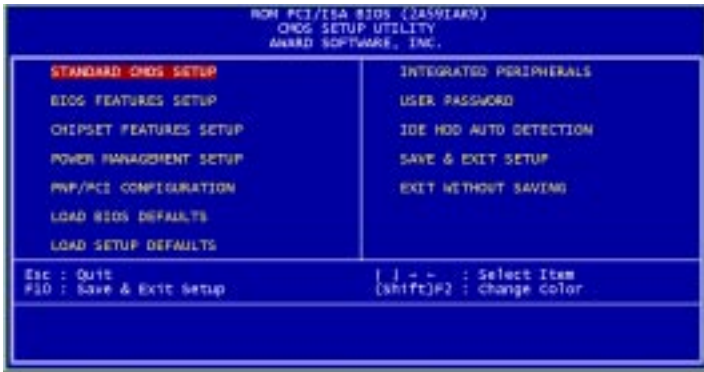 ROM PCI/ISA BIOS (2A59IAK9)
CMOS SETUP UTILITY
AWARD SOFTWARE, INC.
STANDARD CMOS SETUP
BIOS FEATURES SETUP
CHIPSET FEATURES SETUP
POWER MANAGEMENT SETUP
PNP/PCI CONFIGURATION
LOAD BIOS DEFAULTS
LOAD SETUP DEFAULTS
INTEGRATED PERIPHERALS
USER PASSWORD
IDE HDD AUTO DETECTION
SAVE & EXIT SETUP
EXIT WITHOUT SAVING
Esc : Quit
F10 : Save & Exit Setup
: Select Item
(Shift)F2 : Change Color